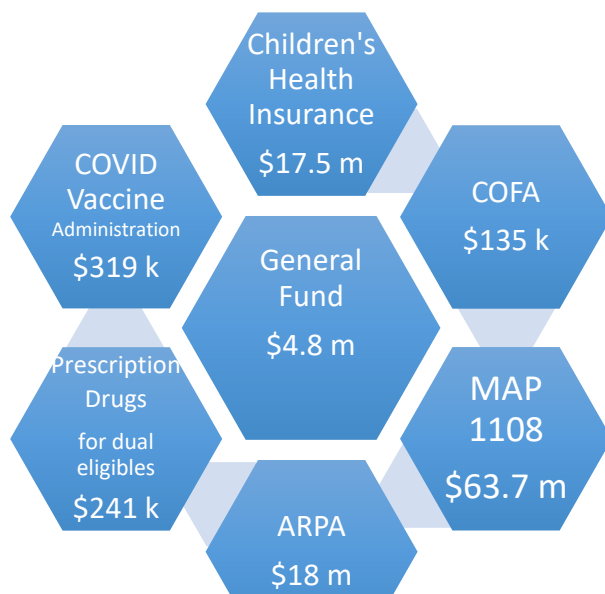 Children's
Health
Insurance
$17.5 m
COFA
$135 k
MAP
1108
$63.7 m
ARPA
$18 m
Prescription
Drugs
for dual
eligibles
$241 k
COVID
Vaccine
Administration
$319 k
General
Fund
$4.8 m